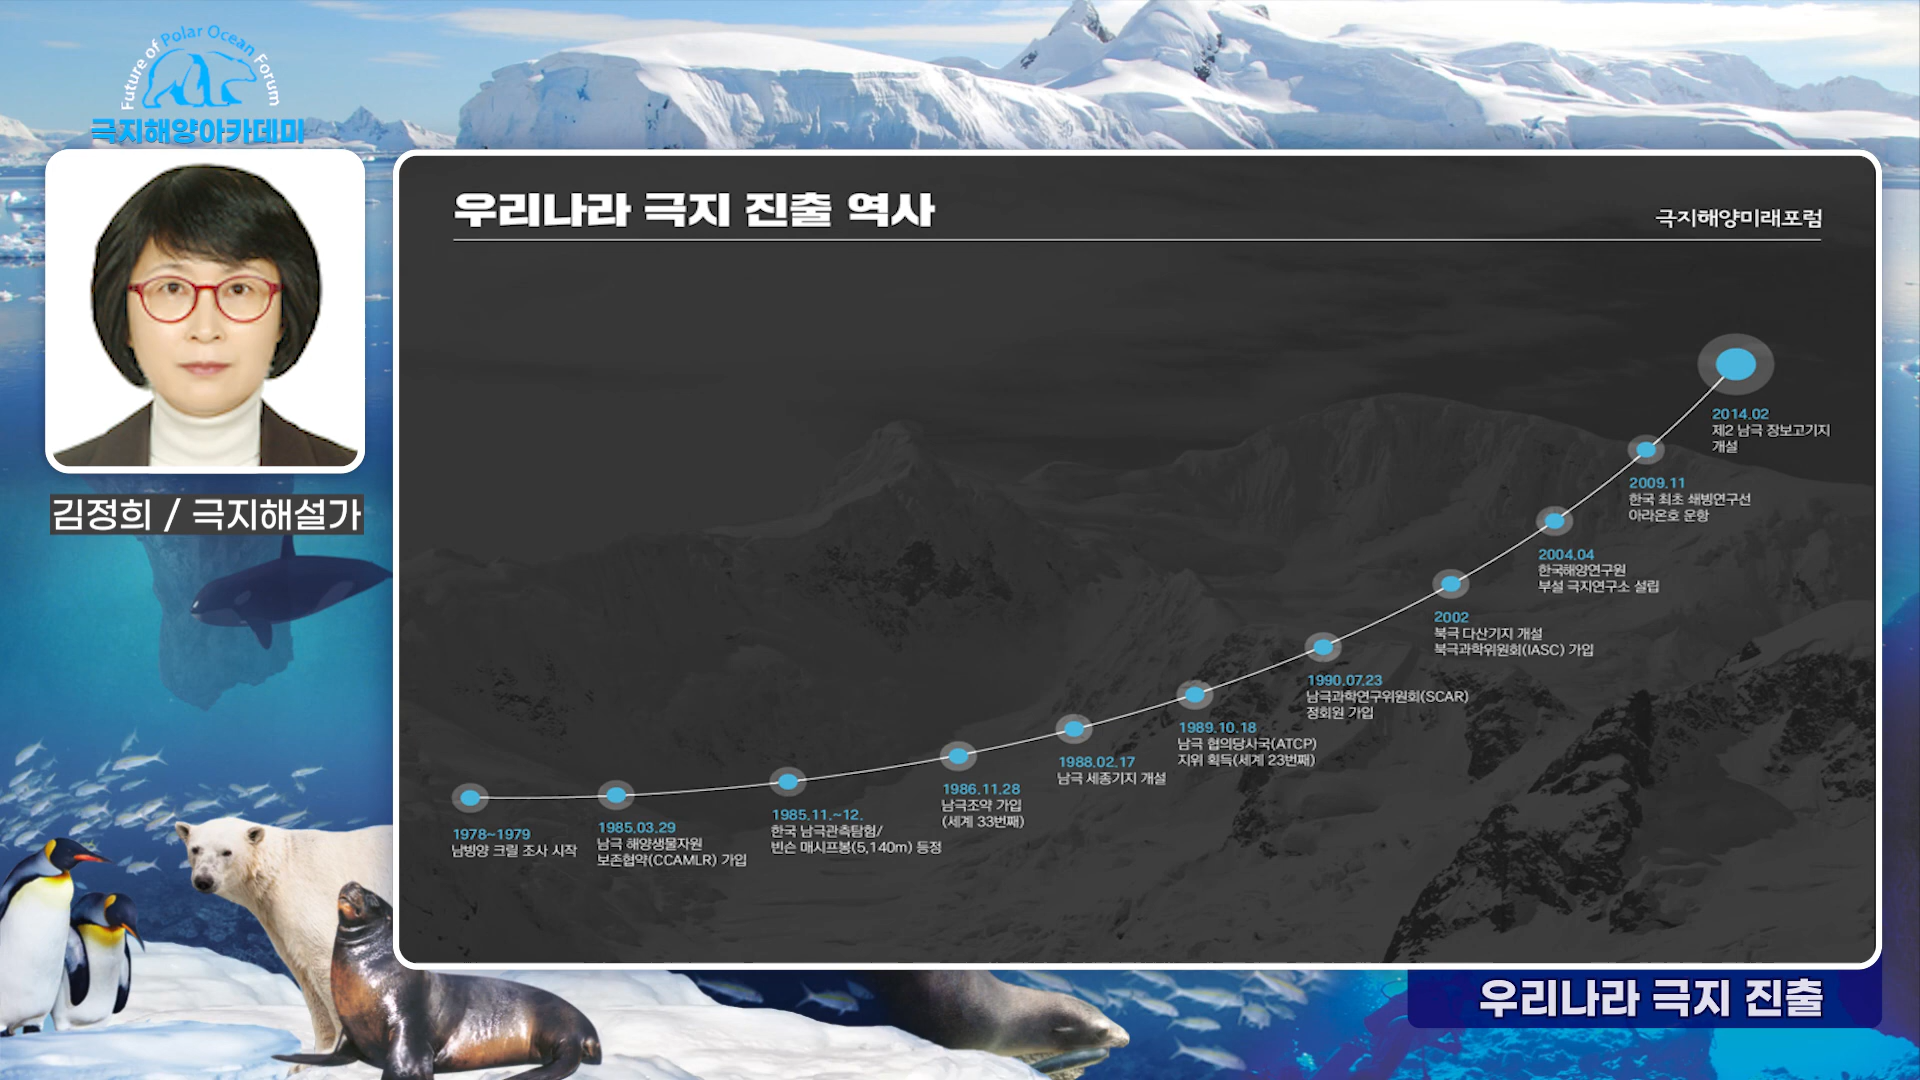 Future of Polar Ocean Forum
극지해양아카데미
김정희 / 극지해설가
우리나라 극지 진출 역사
극지해양미래포럼
1978~1979
남빙양 크릴 조사 시작
1985.03.29
남극 해양생물자원
보존협약(CCAMLR) 가입
1985.11.~12.
한국 남극관측탐험/
빈슨 매시프봉(5,140m) 등정
1986.11.28
남극조약 가입
(세계 33번째)
1988.02.17
남극 세종기지 개설
1989.10.18
남극 협의당사국(ATCP)
지위 획득(세계 23번째)
1990.07.23
남극과학연구위원회(SCAR)
정회원 가입
2002
북극 다산기지 개설
북극과학위원회(IASC) 가입
2004.04
한국해양연구원
부설 극지연구소 설립
2009.11
한국 최초 쇄빙연구선
아라온호 운항
2014.02
제2 남극 장보고기지
개설
우리나라 극지 진출